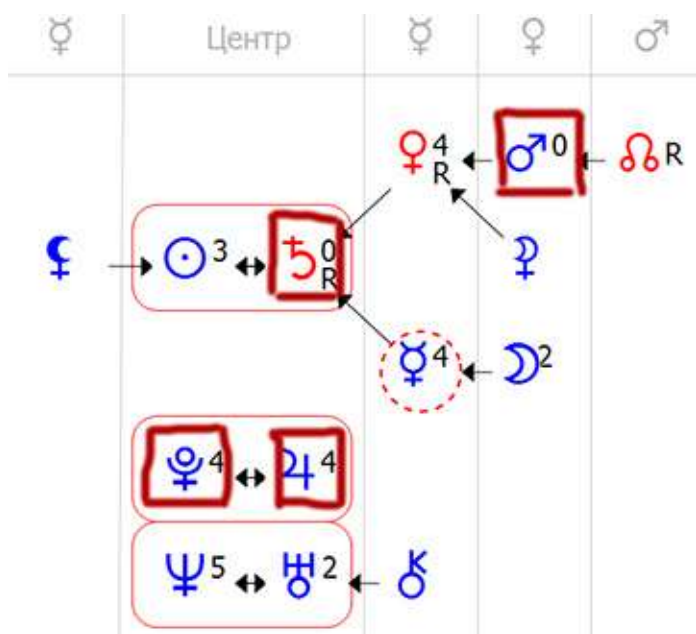 ☿ Центр ☿ ♀ ♂
♀ 4 R ♂ 0 ☊ R
⚸ ☉ 3 ♄ 0 R
☿ 4 ☽ 2
♇ 4 ♃ 4
♆ 5 ♅ 2 ⚷